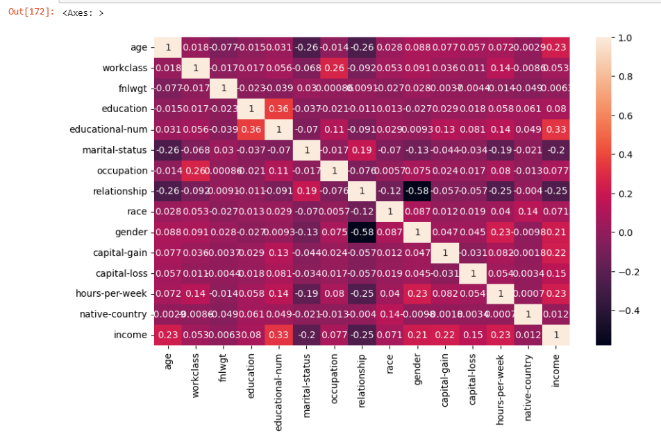 Out[172]: <Axes: >
age 1 0.018-0.077-0.015 0.031 -0.26 -0.014 -0.26 0.028 0.088 0.077 0.057 0.072-0.0029 0.23
workclass 0.018 1 -0.017 0.017 0.056-0.068 0.26 -0.092 0.053 0.091 0.036 0.011 0.14 -0.0086 0.053
fnlwgt -0.077-0.017 1 -0.023-0.039 0.03 0.00086 0.0091-0.027 0.028-0.0037-0.0044-0.014-0.049-0.0063
education -0.015 0.017-0.023 1 0.36 -0.037-0.021-0.011 0.013-0.027 0.029 0.018 0.058 0.061 0.08
educational-num 0.031 0.056-0.039 0.36 1 -0.07 0.11 -0.091 0.029 0.0093 0.13 0.081 0.14 0.049 0.33
marital-status -0.26 -0.068 0.03 -0.037 -0.07 1 -0.017 0.19 -0.07 -0.13 -0.044-0.034 -0.19 -0.021 -0.2
occupation -0.014 0.26 0.00086-0.021 0.11 -0.017 1 -0.076 0.0057 0.075-0.024-0.017 0.08 -0.013 0.077
relationship -0.26 -0.092 0.0091-0.011-0.091 0.19 -0.076 1 -0.12 -0.58 -0.057-0.057 -0.25 -0.004 -0.25
race 0.028 0.053-0.027 0.013 0.029 -0.07 0.0057 -0.12 1 0.087 0.012 0.019 0.04 0.14 0.071
gender 0.088 0.091 0.028-0.027 0.0093-0.13 0.075 -0.58 0.087 1 0.047 0.045 0.23 -0.0098 0.21
capital-gain 0.077 0.036-0.0037 0.029 0.13 -0.044 0.024-0.057 0.012 0.047 1 -0.031 0.082-0.0018 0.22
capital-loss 0.057 0.011-0.0044 0.018 0.081-0.034 0.017-0.057 0.019 0.045-0.031 1 0.054 0.0034 0.15
hours-per-week 0.072 0.14 -0.014 0.058 0.14 -0.19 0.08 -0.25 0.04 0.23 0.082 0.054 1 0.0007 0.23
native-country -0.0029 -0.0086 -0.049 0.061 0.049-0.021-0.013-0.004 0.14-0.0098-0.0018 0.0034 0.0007 1 0.012
income 0.23 0.053-0.0063 0.08 0.33 -0.2 0.077 -0.25 0.071 0.21 0.22 0.15 0.23 0.012 1
age workclass fnlwgt education educational-num marital-status occupation relationship race gender capital-gain capital-loss hours-per-week native-country income
1.0
0.8
0.6
0.4
0.2
0.0
-0.2
-0.4